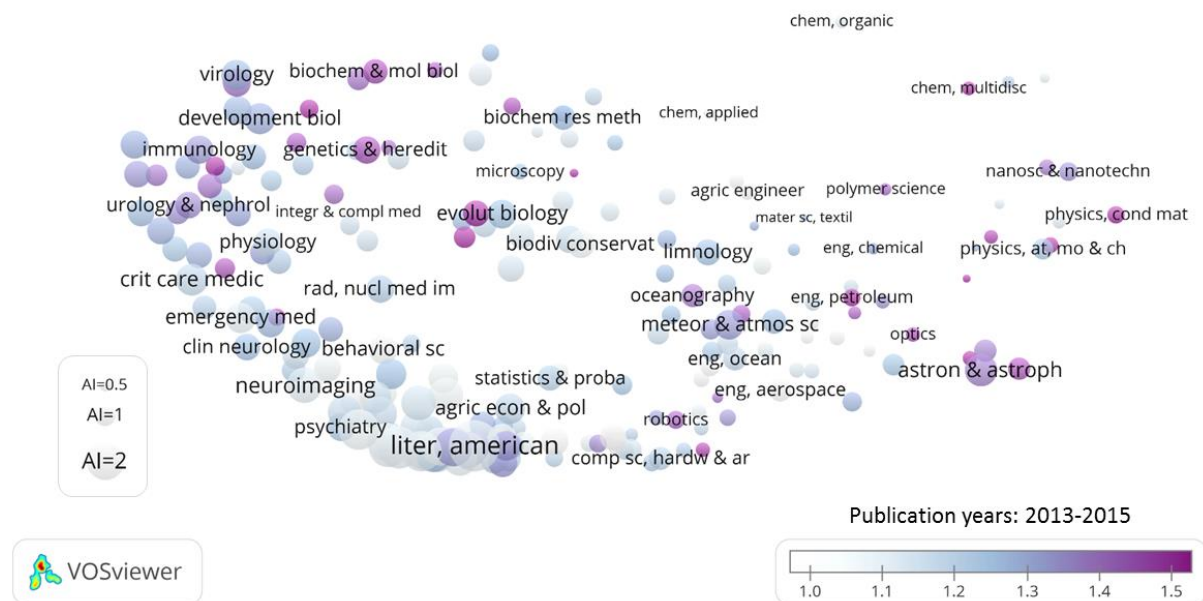 chem, organic
virology
biochem & mol biol
chem, multidisc
development biol
biochem res meth
chem, applied
immunology
genetics & heredit
microscopy
nanosc & nanotechn
agric engineer
polymer science
urology & nephrol
integr & compl med
evolut biology
mater sc, textil
physics, cond mat
physiology
biodiv conservat
limnology
eng, chemical
physics, at, mo & ch
crit care medic
rad, nucl med im
oceanography
eng, petroleum
emergency med
meteor & atmos sc
optics
clin neurology
behavioral sc
eng, ocean
astron & astroph
neuroimaging
statistics & proba
eng, aerospace
agric econ & pol
psychiatry
robotics
liter, american
comp sc, hardw & ar
AI=0.5
AI=1
AI=2
Publication years: 2013-2015
VOSviewer
1.0 1.1 1.2 1.3 1.4 1.5